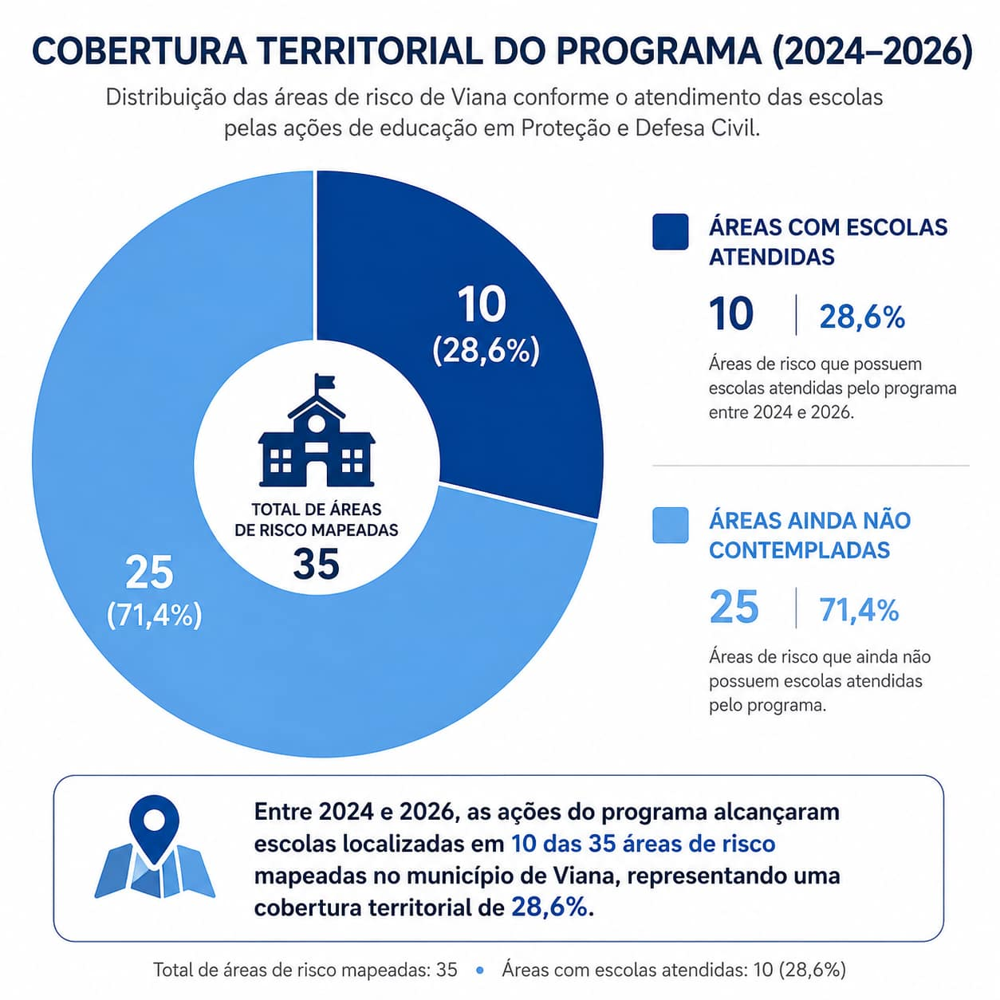 COBERTURA TERRITORIAL DO PROGRAMA (2024–2026)
Distribuição das áreas de risco de Viana conforme o atendimento das escolas
pelas ações de educação em Proteção e Defesa Civil.
10
(28,6%)
25
(71,4%)
TOTAL DE ÁREAS
DE RISCO MAPEADAS
35
ÁREAS COM ESCOLAS
ATENDIDAS
10 | 28,6%
Áreas de risco que possuem
escolas atendidas pelo programa
entre 2024 e 2026.
ÁREAS AINDA NÃO
CONTEMPLADAS
25 | 71,4%
Áreas de risco que ainda não
possuem escolas atendidas
pelo programa.
Entre 2024 e 2026, as ações do programa alcançaram
escolas localizadas em 10 das 35 áreas de risco
mapeadas no município de Viana, representando uma
cobertura territorial de 28,6%.
Total de áreas de risco mapeadas: 35 • Áreas com escolas atendidas: 10 (28,6%)